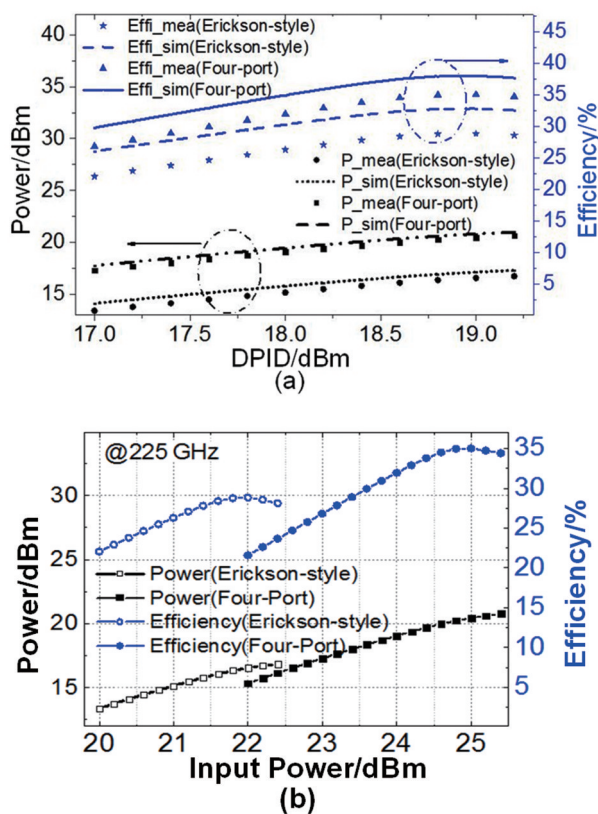 Effi_mea(Erickson-style)
Effi_sim(Erickson-style)
Effi_mea(Four-port)
Effi_sim(Four-port)
P_mea(Erickson-style)
P_sim(Erickson-style)
P_mea(Four-port)
P_sim(Four-port)
40
35
30
25
20
15
Power/dBm
45
40
35
30
25
20
15
10
5
Efficiency/%
17.0 17.5 18.0 18.5 19.0
DPID/dBm
(a)
@225 GHz
Power(Erickson-style)
Power(Four-Port)
Efficiency(Erickson-style)
Efficiency(Four-Port)
30
25
20
15
Power/dBm
35
30
25
20
15
10
5
Efficiency/%
20 21 22 23 24 25
Input Power/dBm
(b)